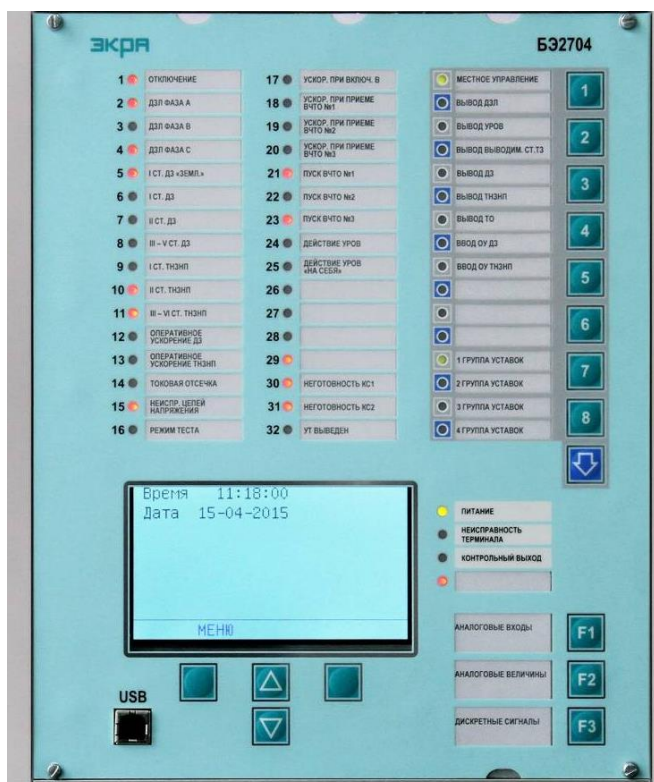 ЭКРА
БЭ2704
1 ОТКЛЮЧЕНИЕ
2 ДЗЛ ФАЗА А
3 ДЗЛ ФАЗА В
4 ДЗЛ ФАЗА С
5 I СТ. ДЗ «ЗЕМЛ.»
6 I СТ. ДЗ
7 II СТ. ДЗ
8 III – V СТ. ДЗ
9 I СТ. ТНЗНП
10 II СТ. ТНЗНП
11 III – VI СТ. ТНЗНП
12 ОПЕРАТИВНОЕ
УСКОРЕНИЕ ДЗ
13 ОПЕРАТИВНОЕ
УСКОРЕНИЕ ТНЗНП
14 ТОКОВАЯ ОТСЕЧКА
15 НЕИСПР. ЦЕПЕЙ
НАПРЯЖЕНИЯ
16 РЕЖИМ ТЕСТА
17 УСКОР. ПРИ ВКЛЮЧ. В
18 УСКОР. ПРИ ПРИЕМЕ
ВЧТО №1
19 УСКОР. ПРИ ПРИЕМЕ
ВЧТО №2
20 УСКОР. ПРИ ПРИЕМЕ
ВЧТО №3
21 ПУСК ВЧТО №1
22 ПУСК ВЧТО №2
23 ПУСК ВЧТО №3
24 ДЕЙСТВИЕ УРОВ
25 ДЕЙСТВИЕ УРОВ
«НА СЕБЯ»
26
27
28
29
30 НЕГОТОВНОСТЬ КС1
31 НЕГОТОВНОСТЬ КС2
32 УТ ВЫВЕДЕН
МЕСТНОЕ УПРАВЛЕНИЕ
ВЫВОД ДЗЛ
ВЫВОД УРОВ
ВЫВОД ВЫВОДИМ. СТ.ТЗ
ВЫВОД ДЗ
ВЫВОД ТНЗНП
ВЫВОД ТО
ВВОД ОУ ДЗ
ВВОД ОУ ТНЗНП
1 ГРУППА УСТАВОК
2 ГРУППА УСТАВОК
3 ГРУППА УСТАВОК
4 ГРУППА УСТАВОК
1
2
3
4
5
6
7
8
Время 11:18:00
Дата 15-04-2015
МЕНЮ
ПИТАНИЕ
НЕИСПРАВНОСТЬ
ТЕРМИНАЛА
КОНТРОЛЬНЫЙ ВЫХОД
АНАЛОГОВЫЕ ВХОДЫ
F1
АНАЛОГОВЫЕ ВЕЛИЧИНЫ
F2
ДИСКРЕТНЫЕ СИГНАЛЫ
F3
USB